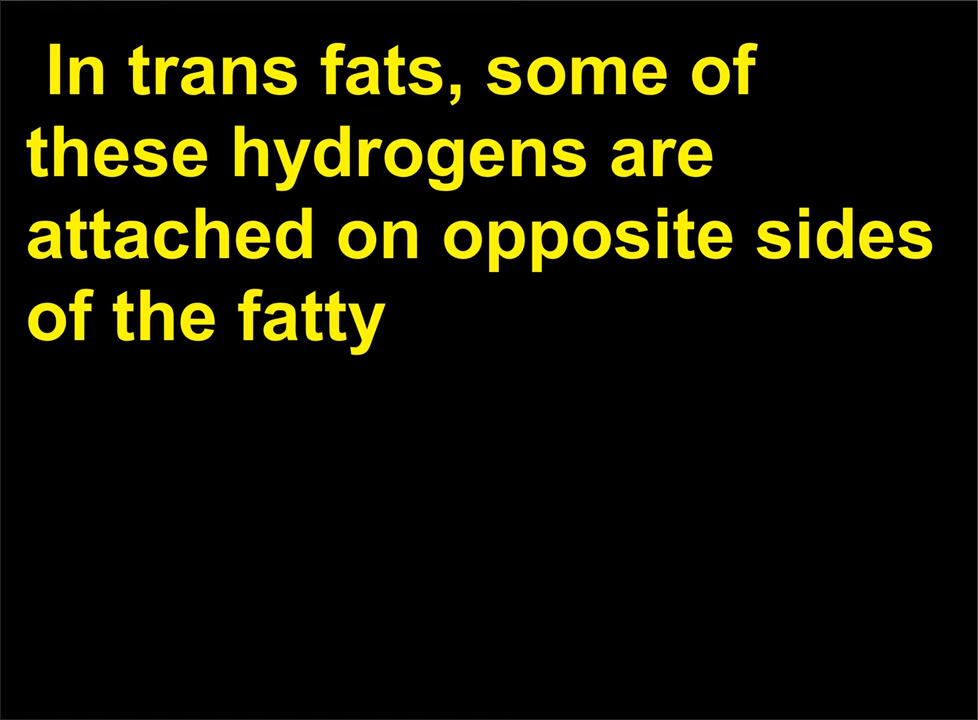 In trans fats, some of
these hydrogens are
attached on opposite sides
of the fatty